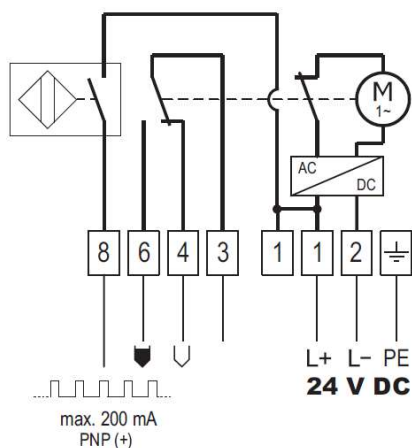 M
1~
AC
DC
8 6 4 3 1 1 2
L+ L− PE
24 V DC
max. 200 mA
PNP (+)